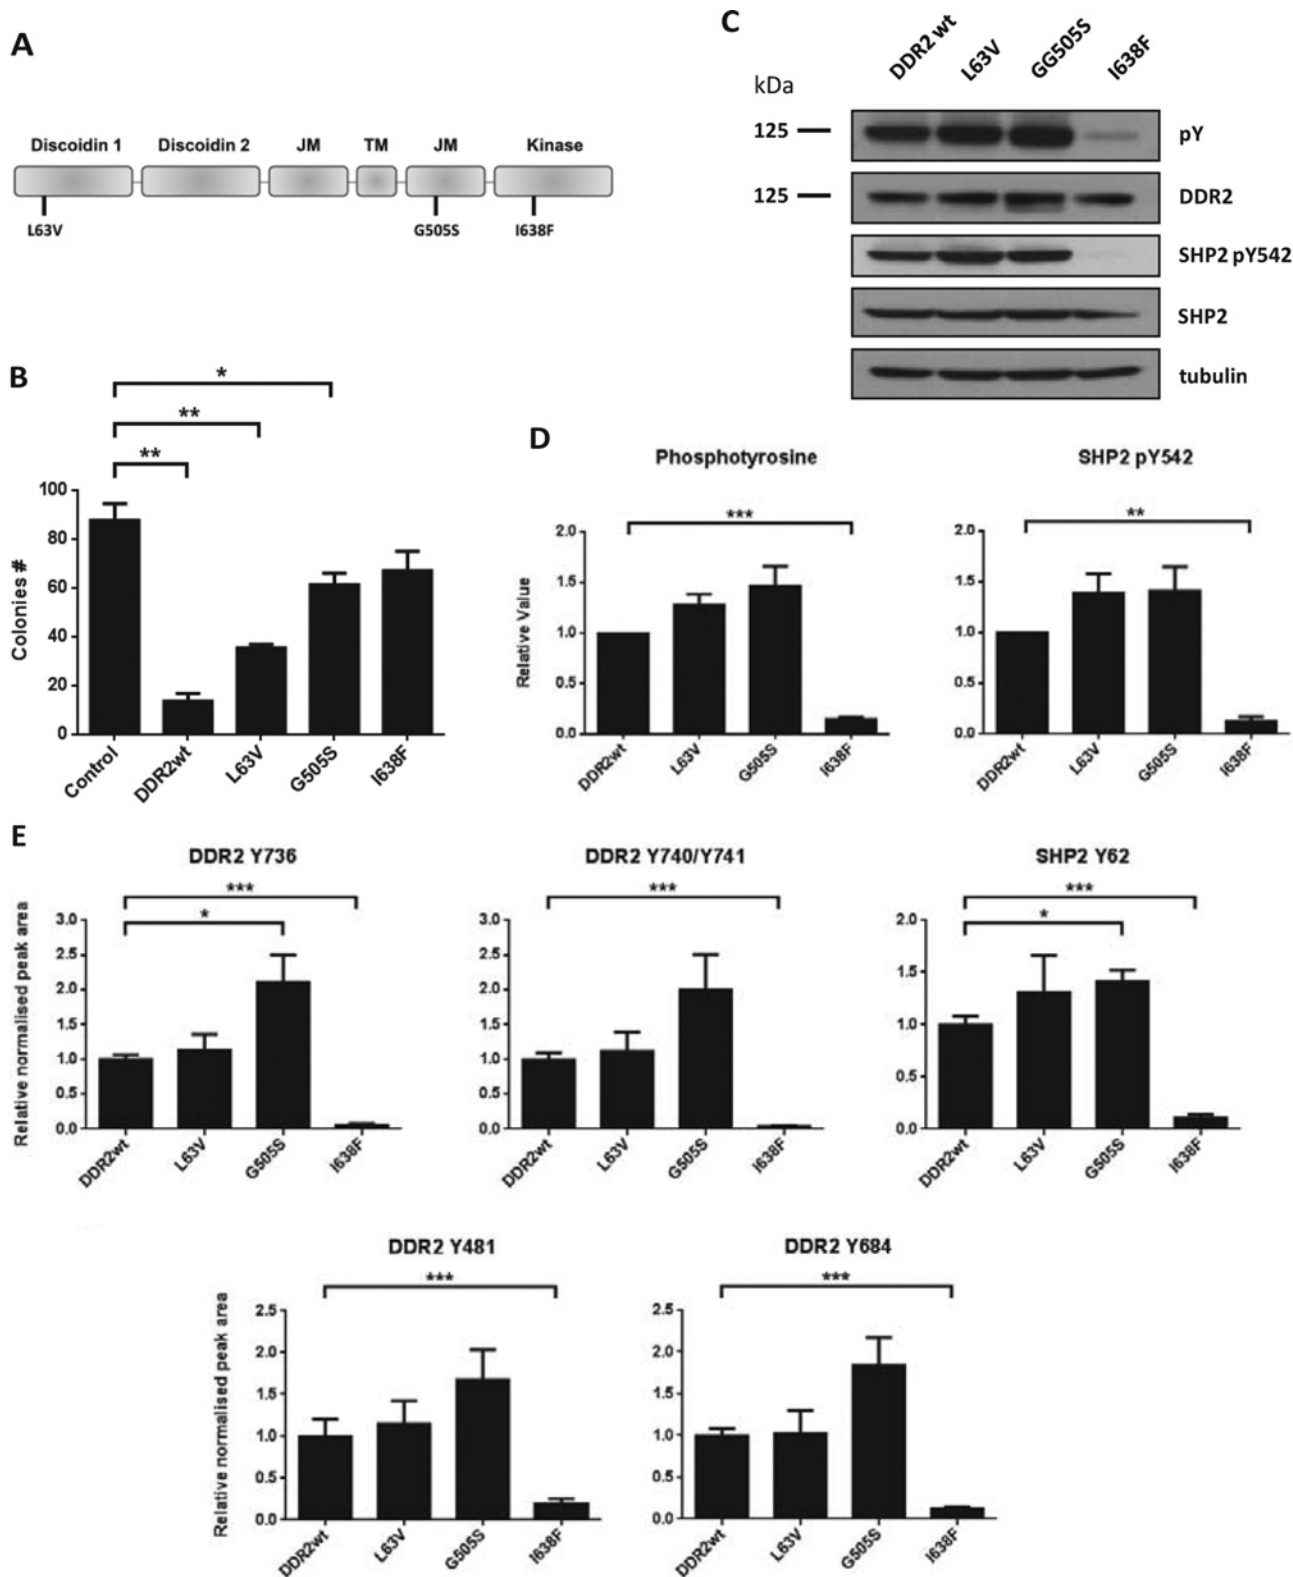 A
Discoidin 1 Discoidin 2 JM TM JM Kinase
L63V G505S I638F
C
DDR2 wt L63V GG505S I638F
kDa
125 pY
125 DDR2
SHP2 pY542
SHP2
tubulin
B
*
**
**
Colonies #
100
80
60
40
20
0
Control DDR2wt L63V G505S I638F
D
Phosphotyrosine
***
Relative Value
2.0
1.5
1.0
0.5
0.0
DDR2wt L63V G505S I638F
SHP2 pY542
**
2.0
1.5
1.0
0.5
0.0
DDR2wt L63V G505S I638F
E
DDR2 Y736
***
*
Relative normalised peak area
3.0
2.5
2.0
1.5
1.0
0.5
0.0
DDR2wt L63V G505S I638F
DDR2 Y740/Y741
***
3.0
2.5
2.0
1.5
1.0
0.5
0.0
DDR2wt L63V G505S I638F
SHP2 Y62
***
*
2.0
1.5
1.0
0.5
0.0
DDR2wt L63V G505S I638F
DDR2 Y481
***
Relative normalised peak area
2.5
2.0
1.5
1.0
0.5
0.0
DDR2wt L63V G505S I638F
DDR2 Y684
***
2.5
2.0
1.5
1.0
0.5
0.0
DDR2wt L63V G505S I638F